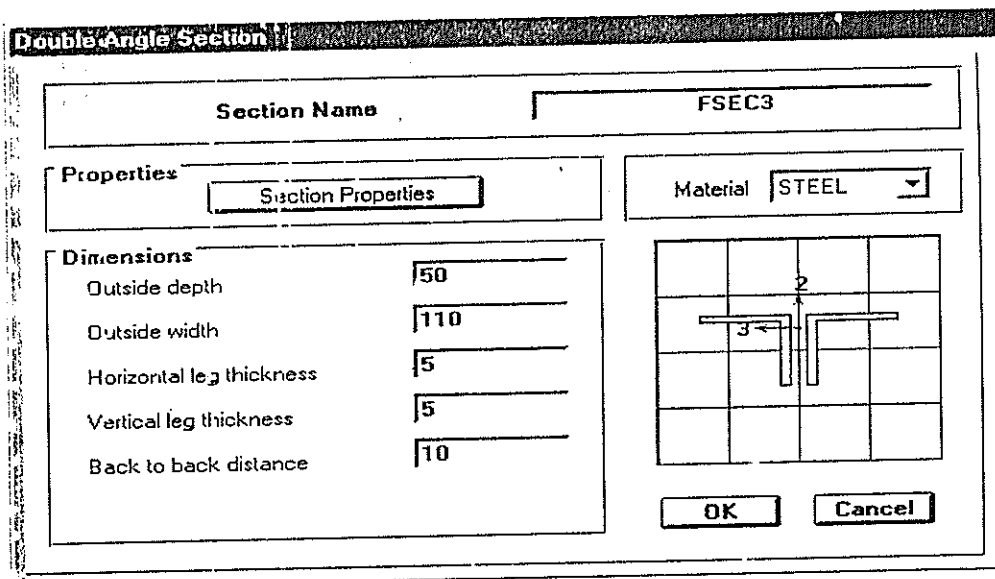 Double Angle Section
Section Name
FSEC3
Properties
Section Properties
Material
STEEL
Dimensions
Outside depth
50
Outside width
110
Horizontal leg thickness
5
Vertical leg thickness
5
Back to back distance
10
2
3
OK
Cancel